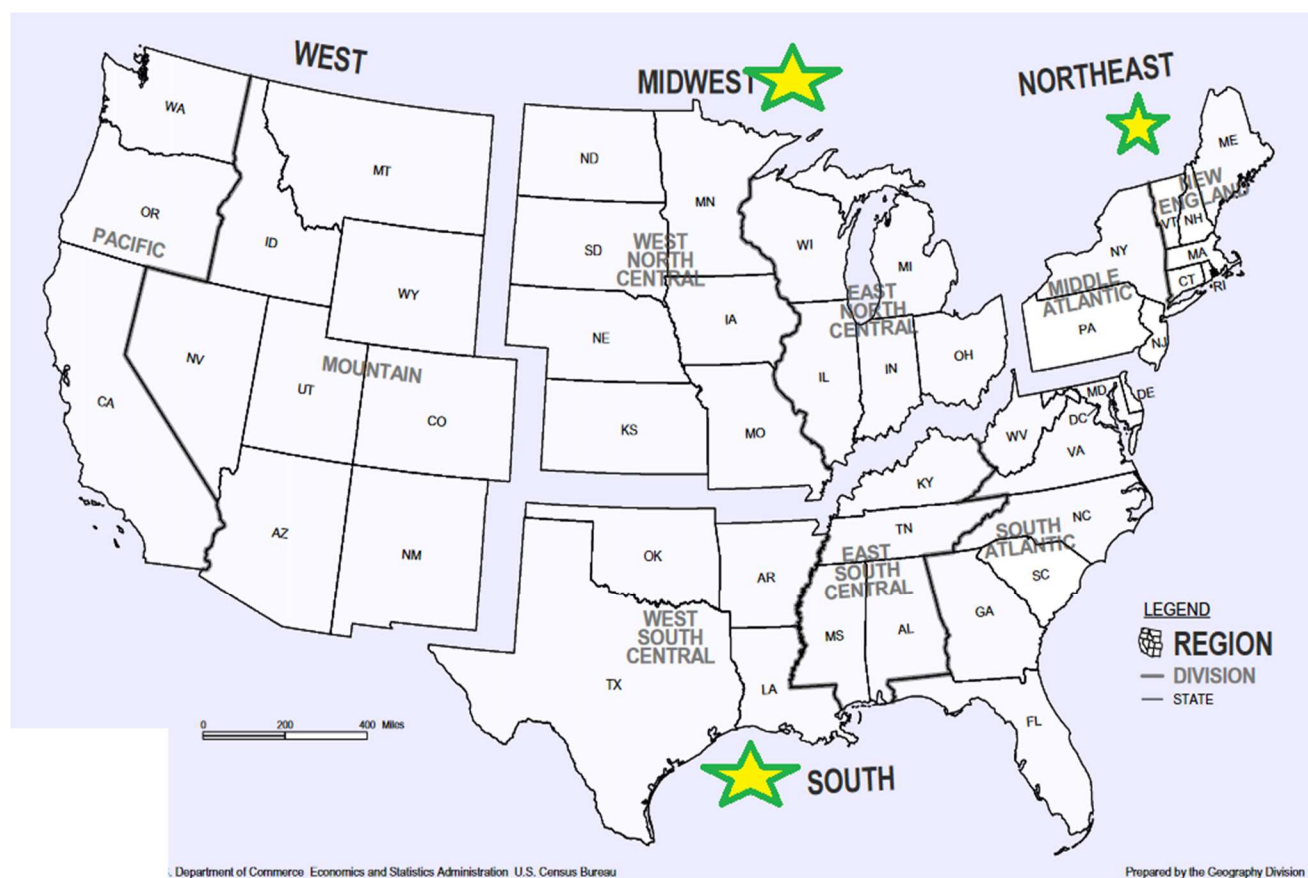 WEST
MIDWEST
NORTHEAST
WA
MT
OR
ID
WY
PACIFIC
NV
UT
CO
CA
MOUNTAIN
AZ
NM
ND
SD
MN
WEST
NORTH
CENTRAL
NE
IA
KS
MO
WI
MI
EAST
NORTH
CENTRAL
IL
IN
OH
ME
NEW
ENGLAND
VT
NH
NY
MA
CT
RI
MIDDLE
ATLANTIC
PA
NJ
MD
DE
DC
WV
VA
KY
TN
NC
SOUTH
ATLANTIC
SC
EAST
SOUTH
CENTRAL
MS
AL
GA
FL
OK
AR
WEST
SOUTH
CENTRAL
TX
LA
SOUTH
LEGEND
REGION
DIVISION
STATE
0 200 400 Miles
. Department of Commerce Economics and Statistics Administration U.S. Census Bureau
Prepared by the Geography Division